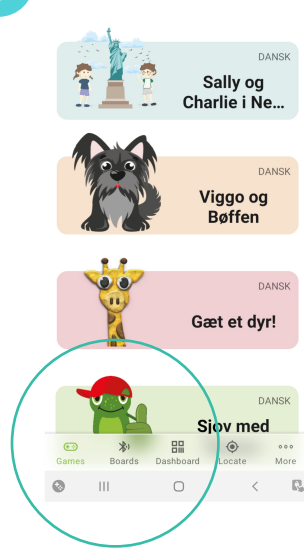 DANSK
Sally og
Charlie i Ne...
DANSK
Viggo og
Bøffen
DANSK
Gæt et dyr!
DANSK
Sjov med
Games Boards Dashboard Locate More